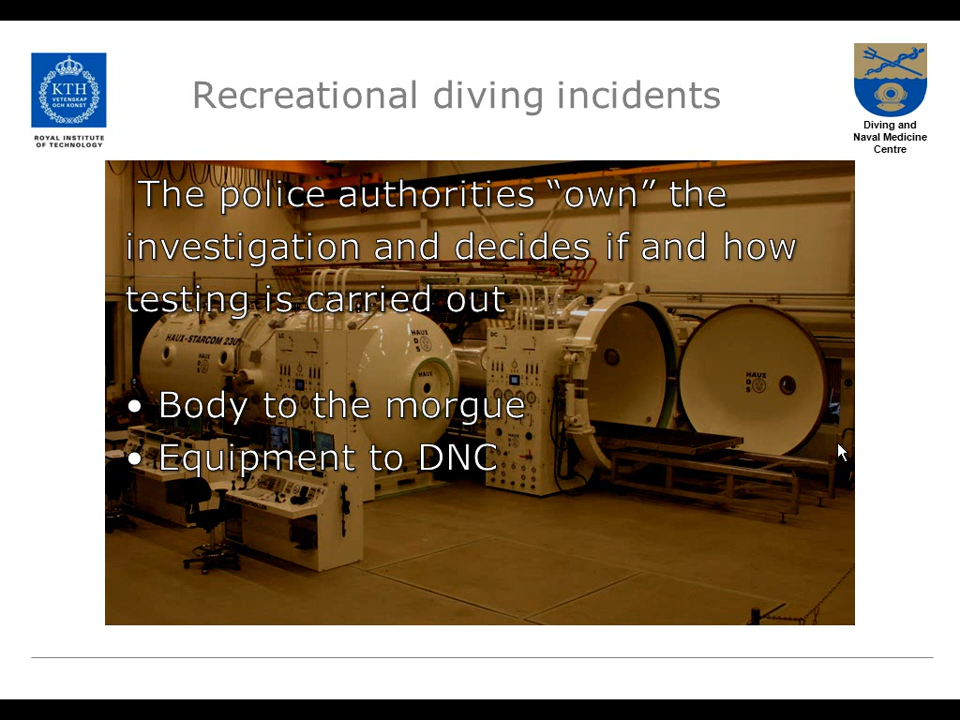 Recreational diving incidents
KTH
VETENSKAP
OCH KONST
ROYAL INSTITUTE
OF TECHNOLOGY
Diving and
Naval Medicine
Centre
The police authorities “own” the
investigation and decides if and how
testing is carried out
• Body to the morgue
• Equipment to DNC
HAUX-STARCOM
HAUX
HAUX
DC
HAUX